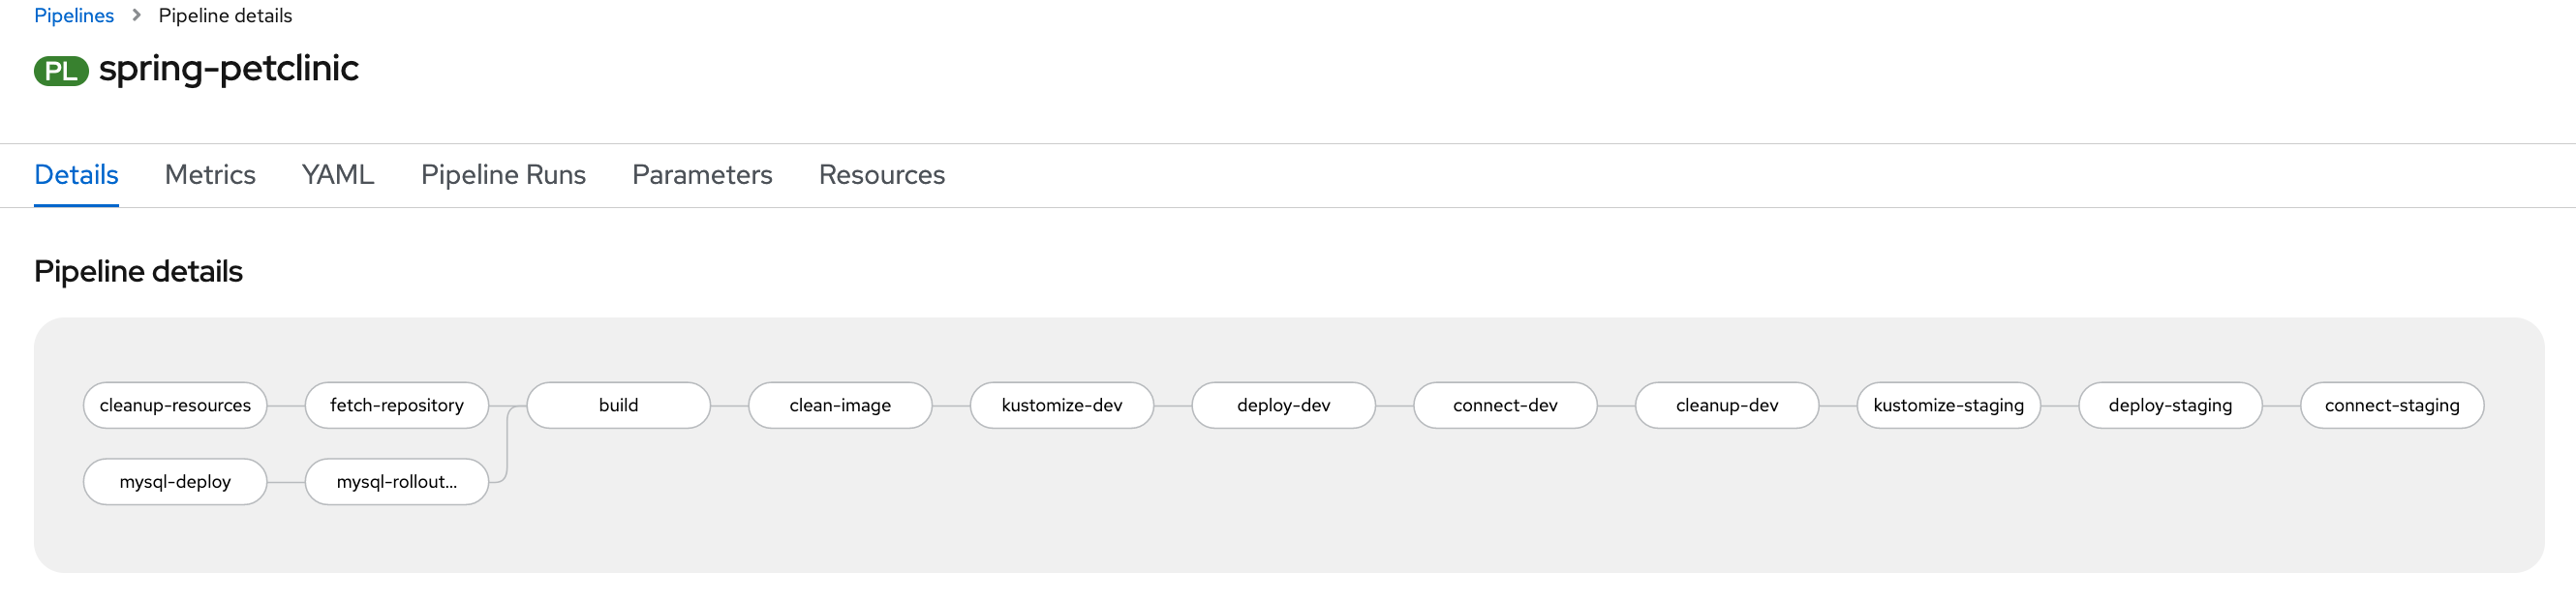 Pipelines > Pipeline details
PL spring-petclinic
Details Metrics YAML Pipeline Runs Parameters Resources
Pipeline details
cleanup-resources fetch-repository build clean-image kustomize-dev deploy-dev connect-dev cleanup-dev kustomize-staging deploy-staging connect-staging
mysql-deploy mysql-rollout...